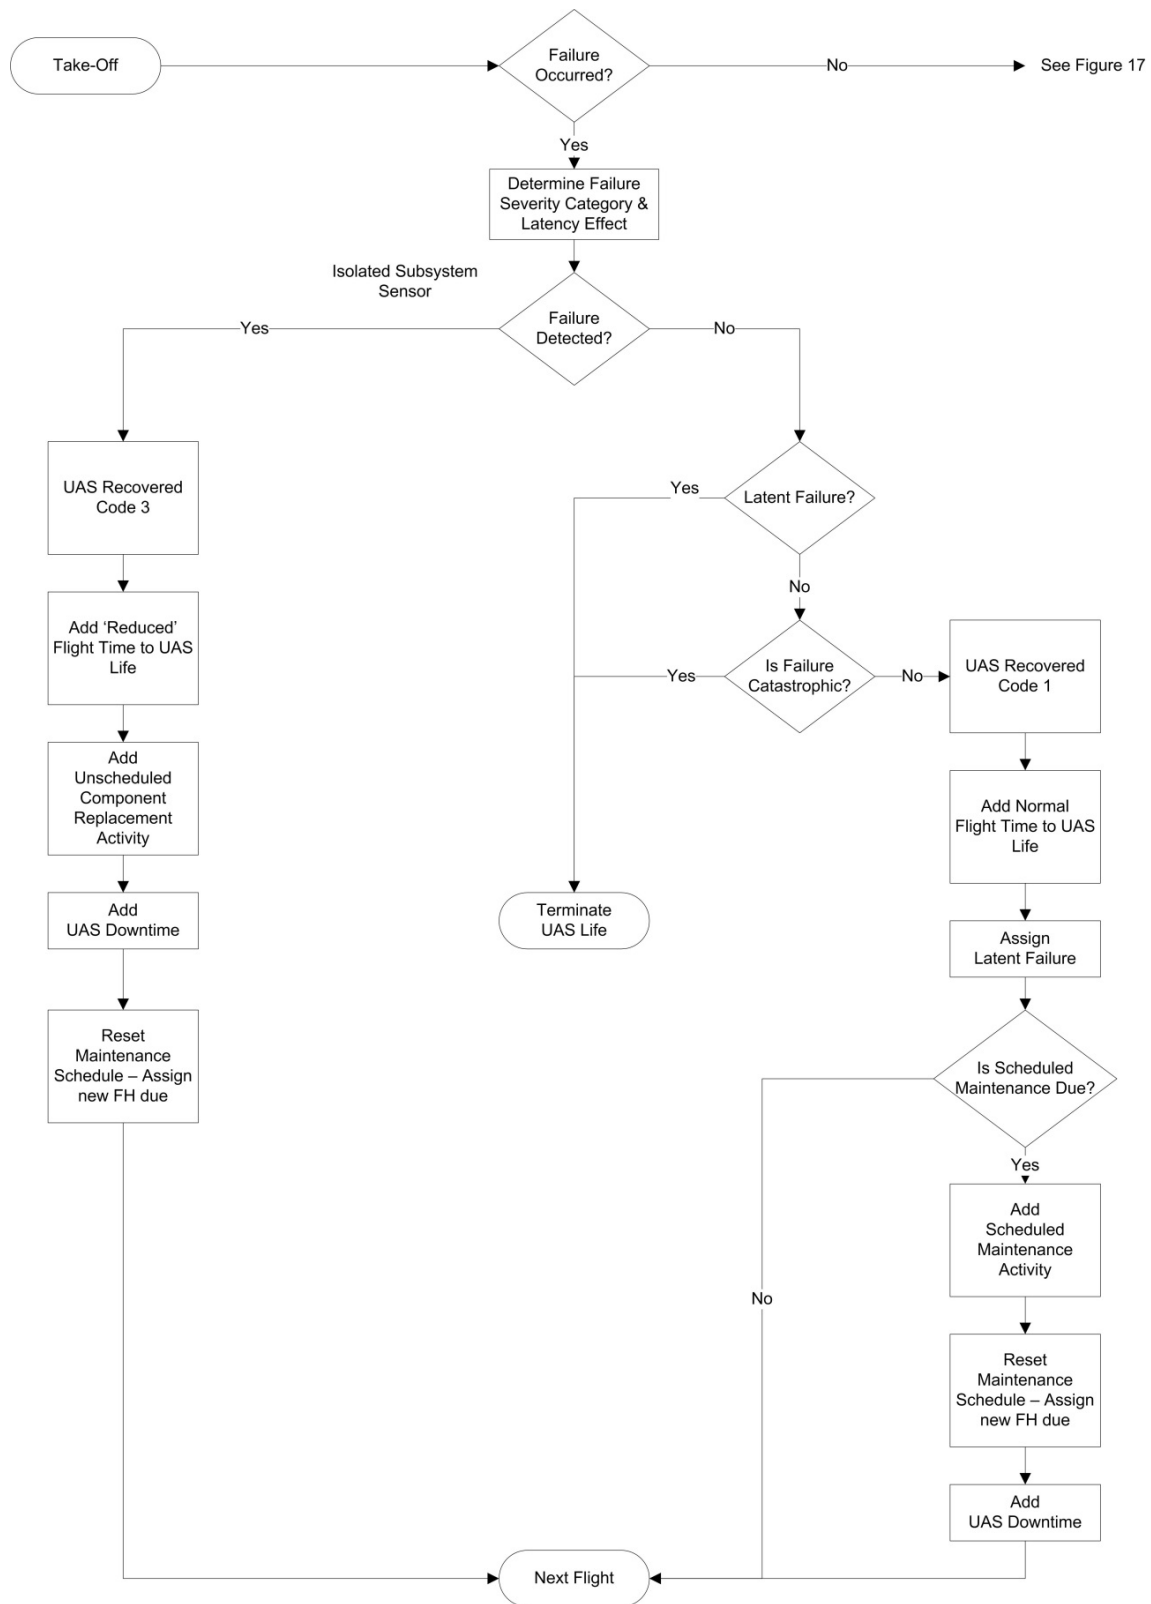 Take-Off
Failure
Occurred?
No
See Figure 17
Yes
Determine Failure
Severity Category &
Latency Effect
Isolated Subsystem
Sensor
Failure
Detected?
Yes
No
UAS Recovered
Code 3
Latent Failure?
Yes
No
Add ‘Reduced’
Flight Time to UAS
Life
Is Failure
Catastrophic?
Yes
No
UAS Recovered
Code 1
Add
Unscheduled
Component
Replacement
Activity
Add Normal
Flight Time to UAS
Life
Add
UAS Downtime
Terminate
UAS Life
Assign
Latent Failure
Reset
Maintenance
Schedule – Assign
new FH due
Is Scheduled
Maintenance Due?
Yes
Add
Scheduled
Maintenance
Activity
No
Reset
Maintenance
Schedule – Assign
new FH due
Add
UAS Downtime
Next Flight